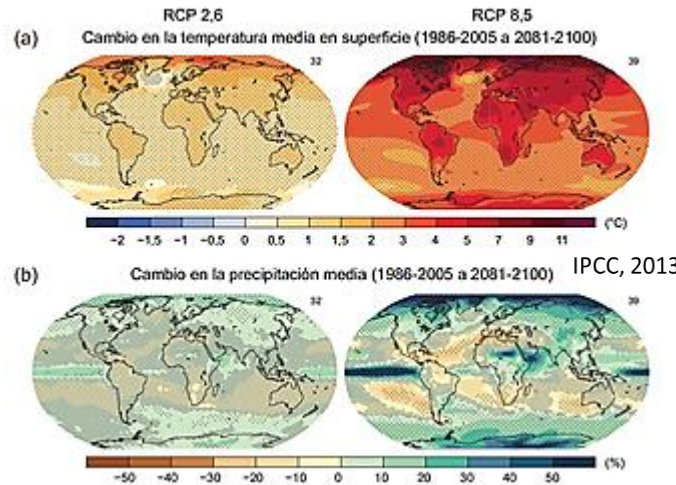 RCP 2,6 RCP 8,5
(a) Cambio en la temperatura media en superficie (1986-2005 a 2081-2100)
32 39
−2 −1,5 −1 −0,5 0 0,5 1 1,5 2 3 4 5 7 9 11 (°C)
(b) Cambio en la precipitación media (1986-2005 a 2081-2100)
IPCC, 2013
32 39
−50 −40 −30 −20 −10 0 10 20 30 40 50 (%)